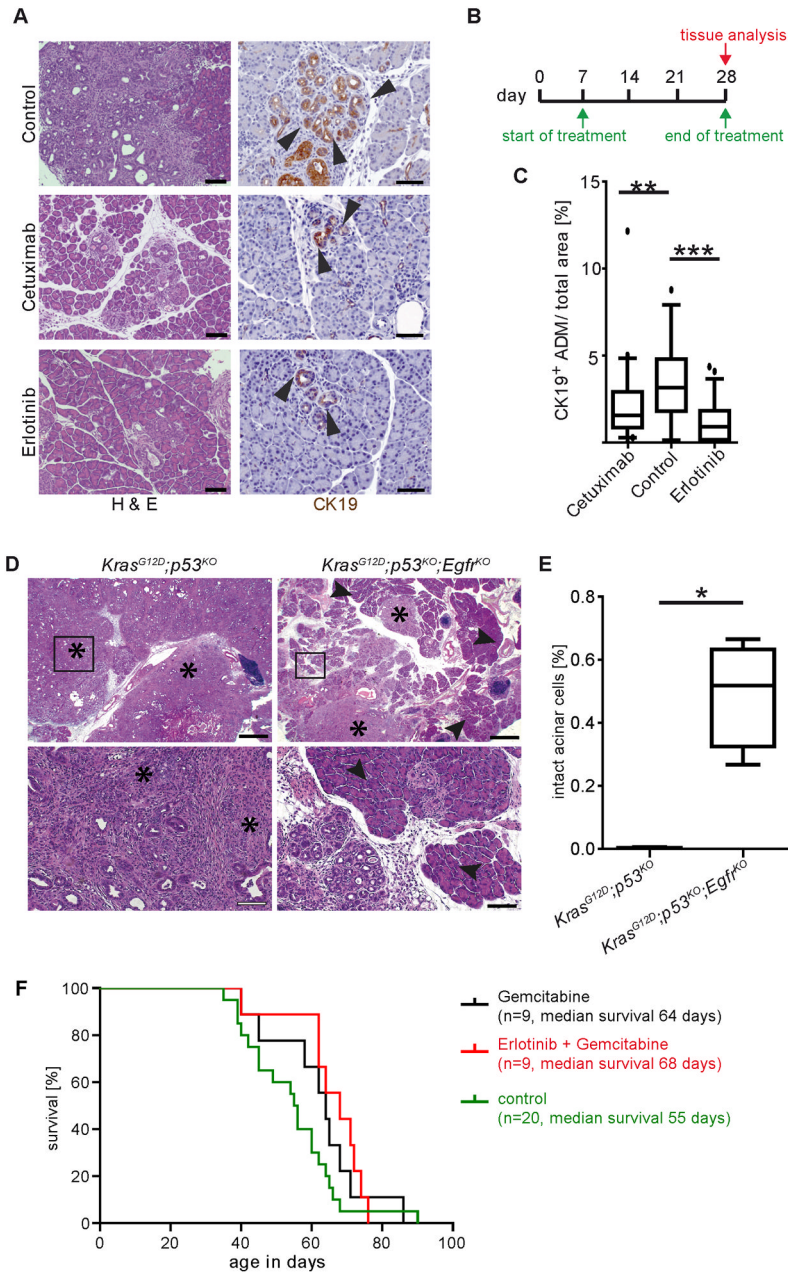 A
Control
Cetuximab
Erlotinib
H & E
CK19
B
tissue analysis
0 7 14 21 28
day
start of treatment end of treatment
C
15
10
5
CK19⁺ ADM/ total area [%]
**
***
Cetuximab
Control
Erlotinib
D
Krasᴳ¹²ᴰ;p53ᴷᴼ
Krasᴳ¹²ᴰ;p53ᴷᴼ;Egfrᴷᴼ
*
*
*
*
*
*
E
0.8
0.6
0.4
0.2
0.0
intact acinar cells [%]
*
Krasᴳ¹²ᴰ;p53ᴷᴼ
Krasᴳ¹²ᴰ;p53ᴷᴼ;Egfrᴷᴼ
F
100
80
60
40
20
0
survival [%]
0 20 40 60 80 100
age in days
Gemcitabine
(n=9, median survival 64 days)
Erlotinib + Gemcitabine
(n=9, median survival 68 days)
control
(n=20, median survival 55 days)